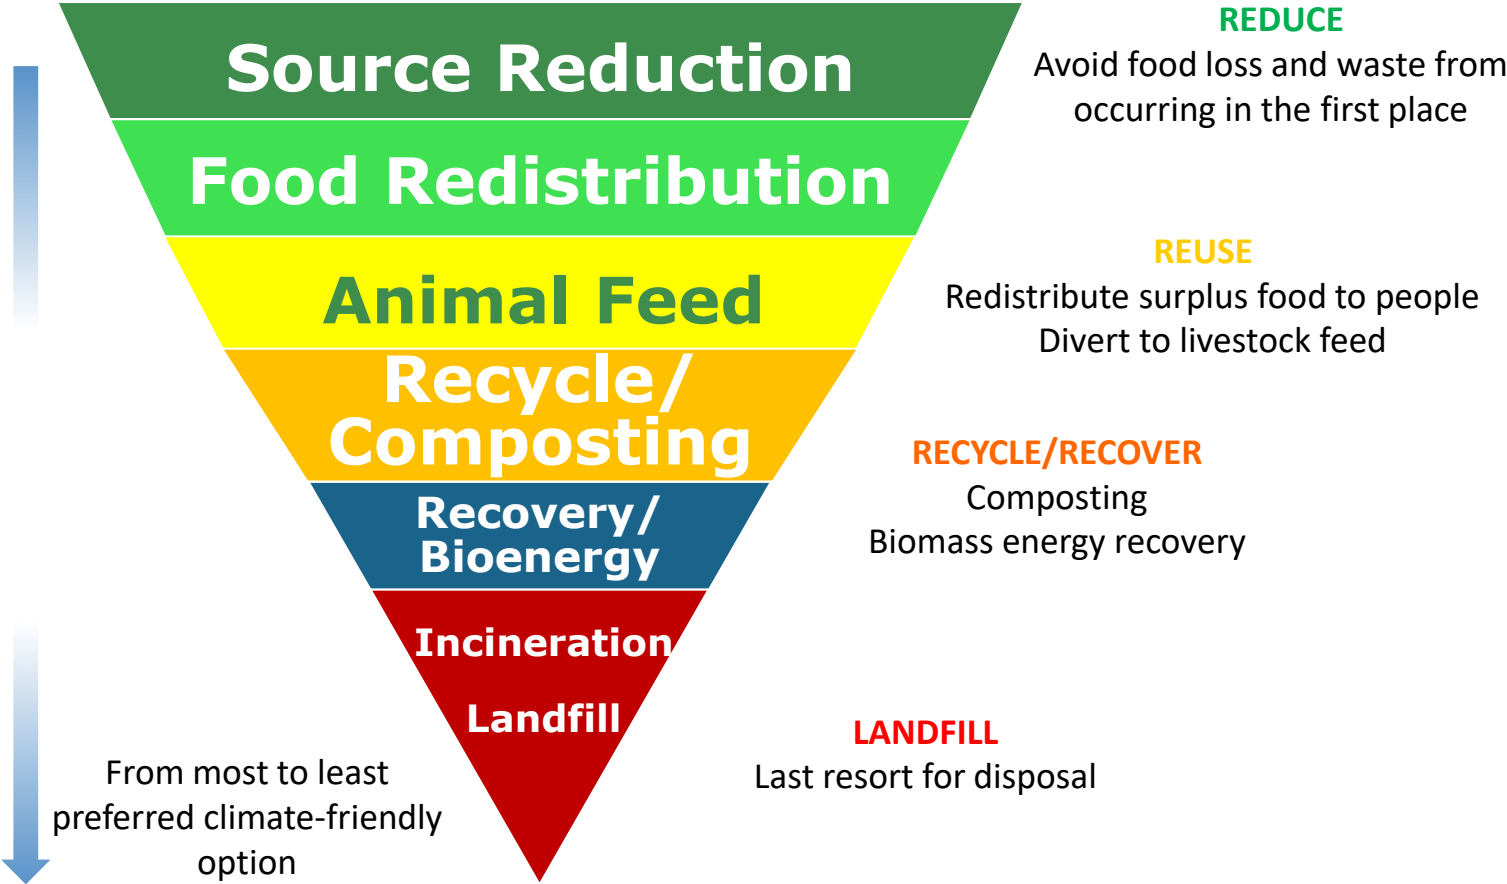 Source Reduction
Food Redistribution
Animal Feed
Recycle/
Composting
Recovery/
Bioenergy
Incineration
Landfill
REDUCE
Avoid food loss and waste from
occurring in the first place
REUSE
Redistribute surplus food to people
Divert to livestock feed
RECYCLE/RECOVER
Composting
Biomass energy recovery
LANDFILL
Last resort for disposal
From most to least
preferred climate-friendly
option